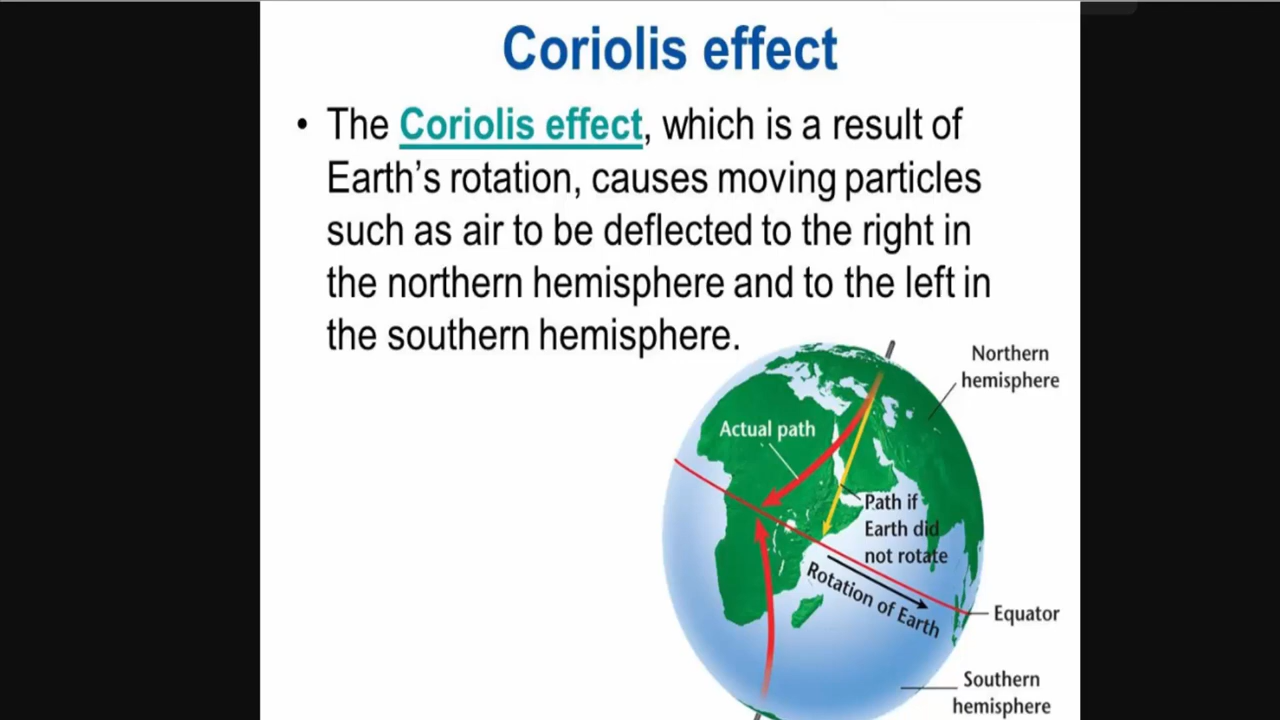 Coriolis effect
• The Coriolis effect, which is a result of
Earth's rotation, causes moving particles
such as air to be deflected to the right in
the northern hemisphere and to the left in
the southern hemisphere.
Northern
hemisphere
Actual path
Path if
Earth did
not rotate
Rotation of Earth
Equator
Southern
hemisphere